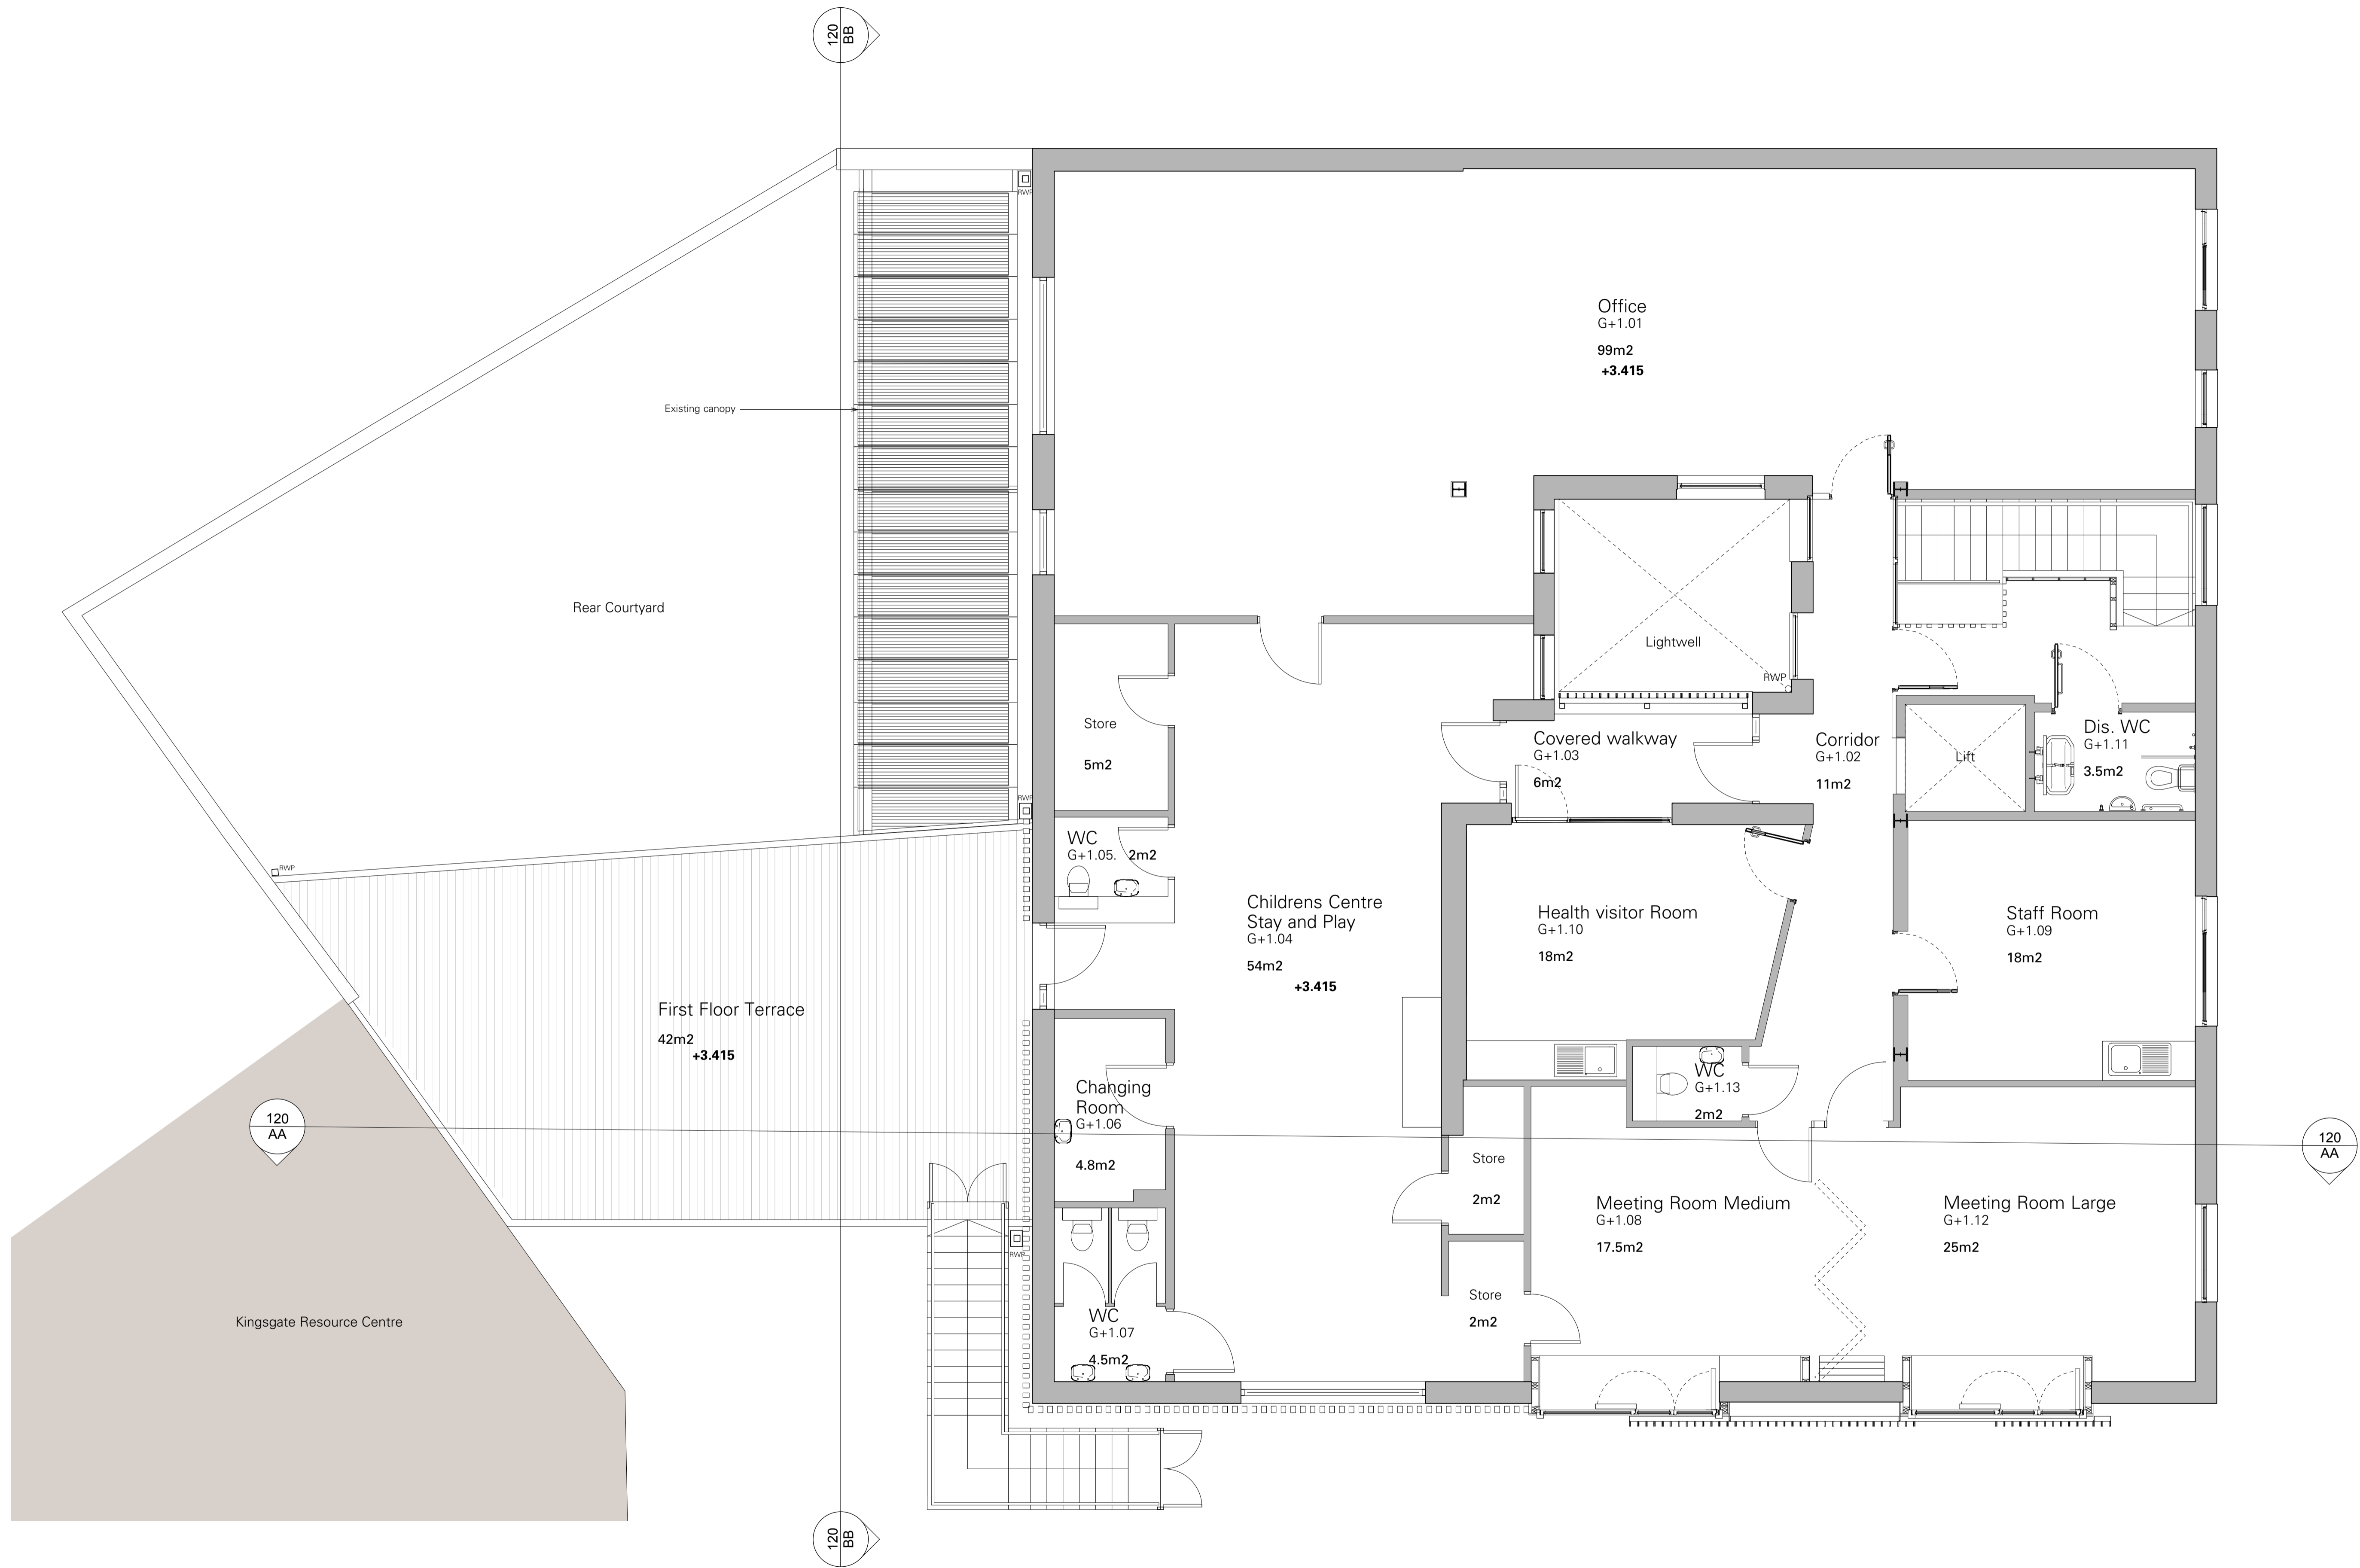 120
BB
RWP
Office
G+1.01
99m2
+3.415
Existing canopy
Rear Courtyard
Lightwell
RWP
Store
5m2
Covered walkway
G+1.03
6m2
Corridor
G+1.02
11m2
Lift
Dis. WC
G+1.11
3.5m2
RWP
WC
G+1.05. 2m2
RWP
Childrens Centre
Stay and Play
G+1.04
54m2
+3.415
Health visitor Room
G+1.10
18m2
Staff Room
G+1.09
18m2
First Floor Terrace
42m2
+3.415
Changing
Room
G+1.06
4.8m2
WC
G+1.13
2m2
120
AA
120
AA
Store
2m2
Meeting Room Medium
G+1.08
17.5m2
Meeting Room Large
G+1.12
25m2
RWP
Store
2m2
Kingsgate Resource Centre
WC
G+1.07
4.5m2
120
BB